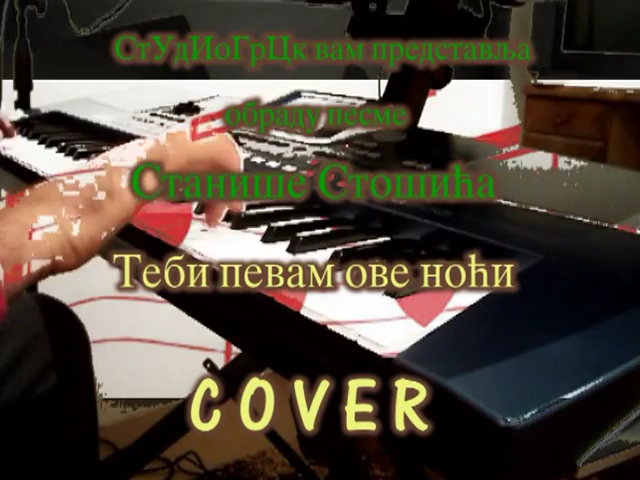 СтУдИоГрЦк вам представља
обраду песме
Станише Стошића
Теби певам ове ноћи
COVER